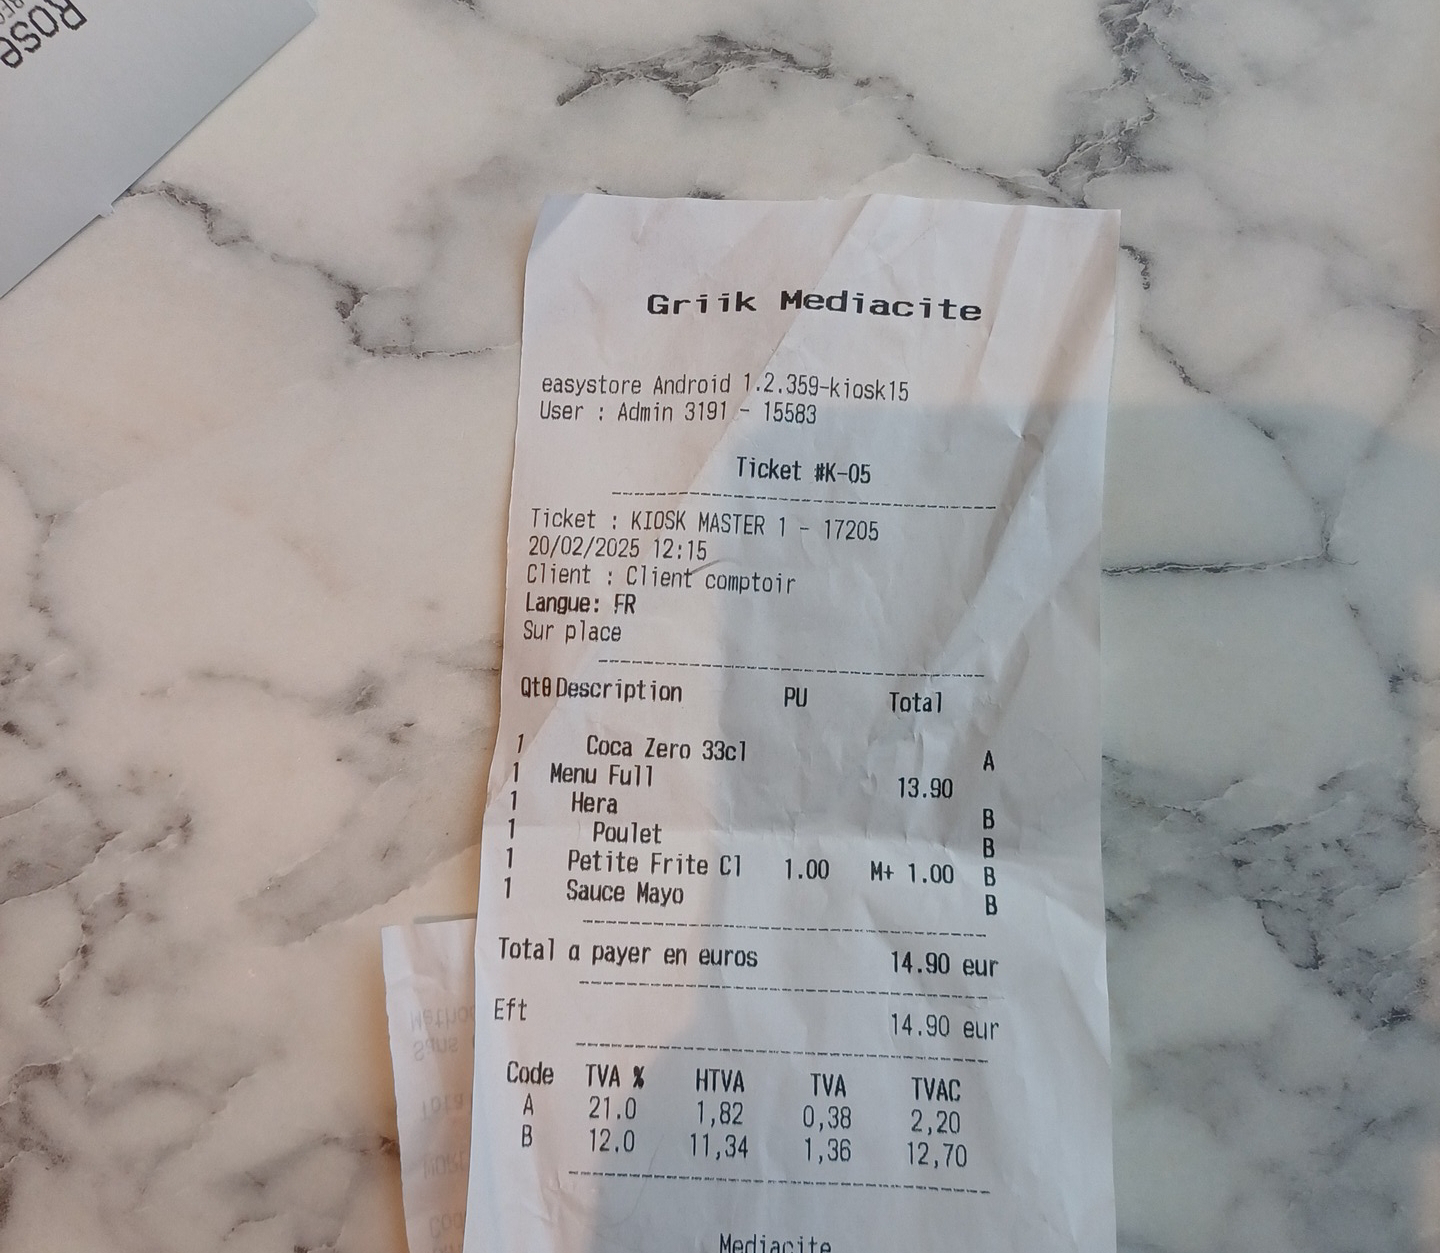 Rose
Griik Mediacite
easystore Android 1.2.359-kiosk15
User : Admin 3191 - 15583
Ticket #K-05
Ticket : KIOSK MASTER 1 - 17205
20/02/2025 12:15
Client : Client comptoir
Langue: FR
Sur place
Qtθ Description PU Total
1 Coca Zero 33cl A
1 Menu Full 13.90
1 Hera B
1 Poulet B
1 Petite Frite Cl 1.00 M+ 1.00 B
1 Sauce Mayo B
Total a payer en euros 14.90 eur
Eft 14.90 eur
Code TVA % HTVA TVA TVAC
A 21.0 1,82 0,38 2,20
B 12.0 11,34 1,36 12,70
Mediacite